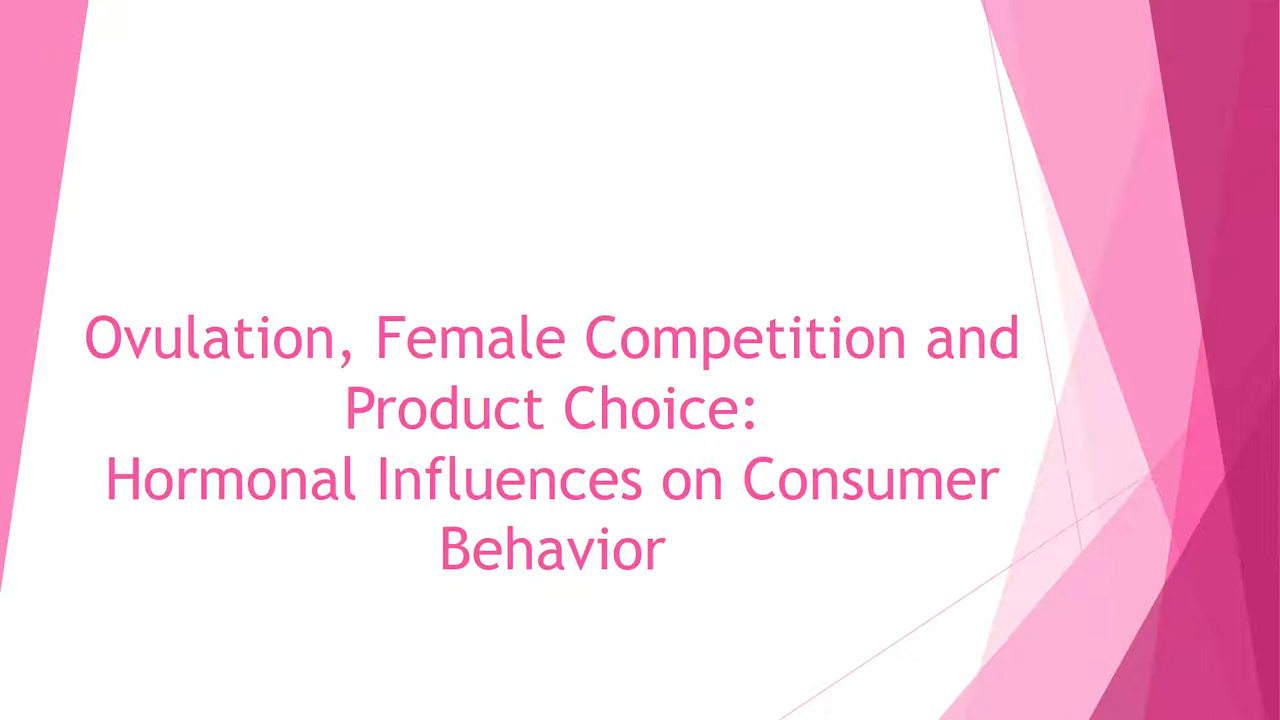 Ovulation, Female Competition and
Product Choice:
Hormonal Influences on Consumer
Behavior